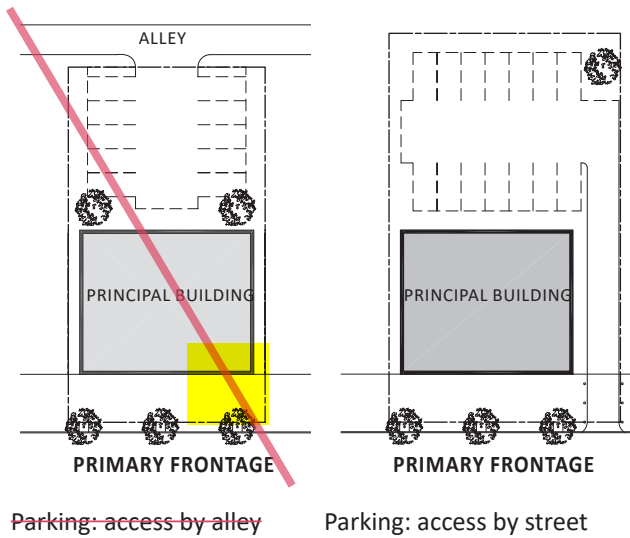 ALLEY
PRINCIPAL BUILDING
PRINCIPAL BUILDING
PRIMARY FRONTAGE
PRIMARY FRONTAGE
Parking: access by alley
Parking: access by street